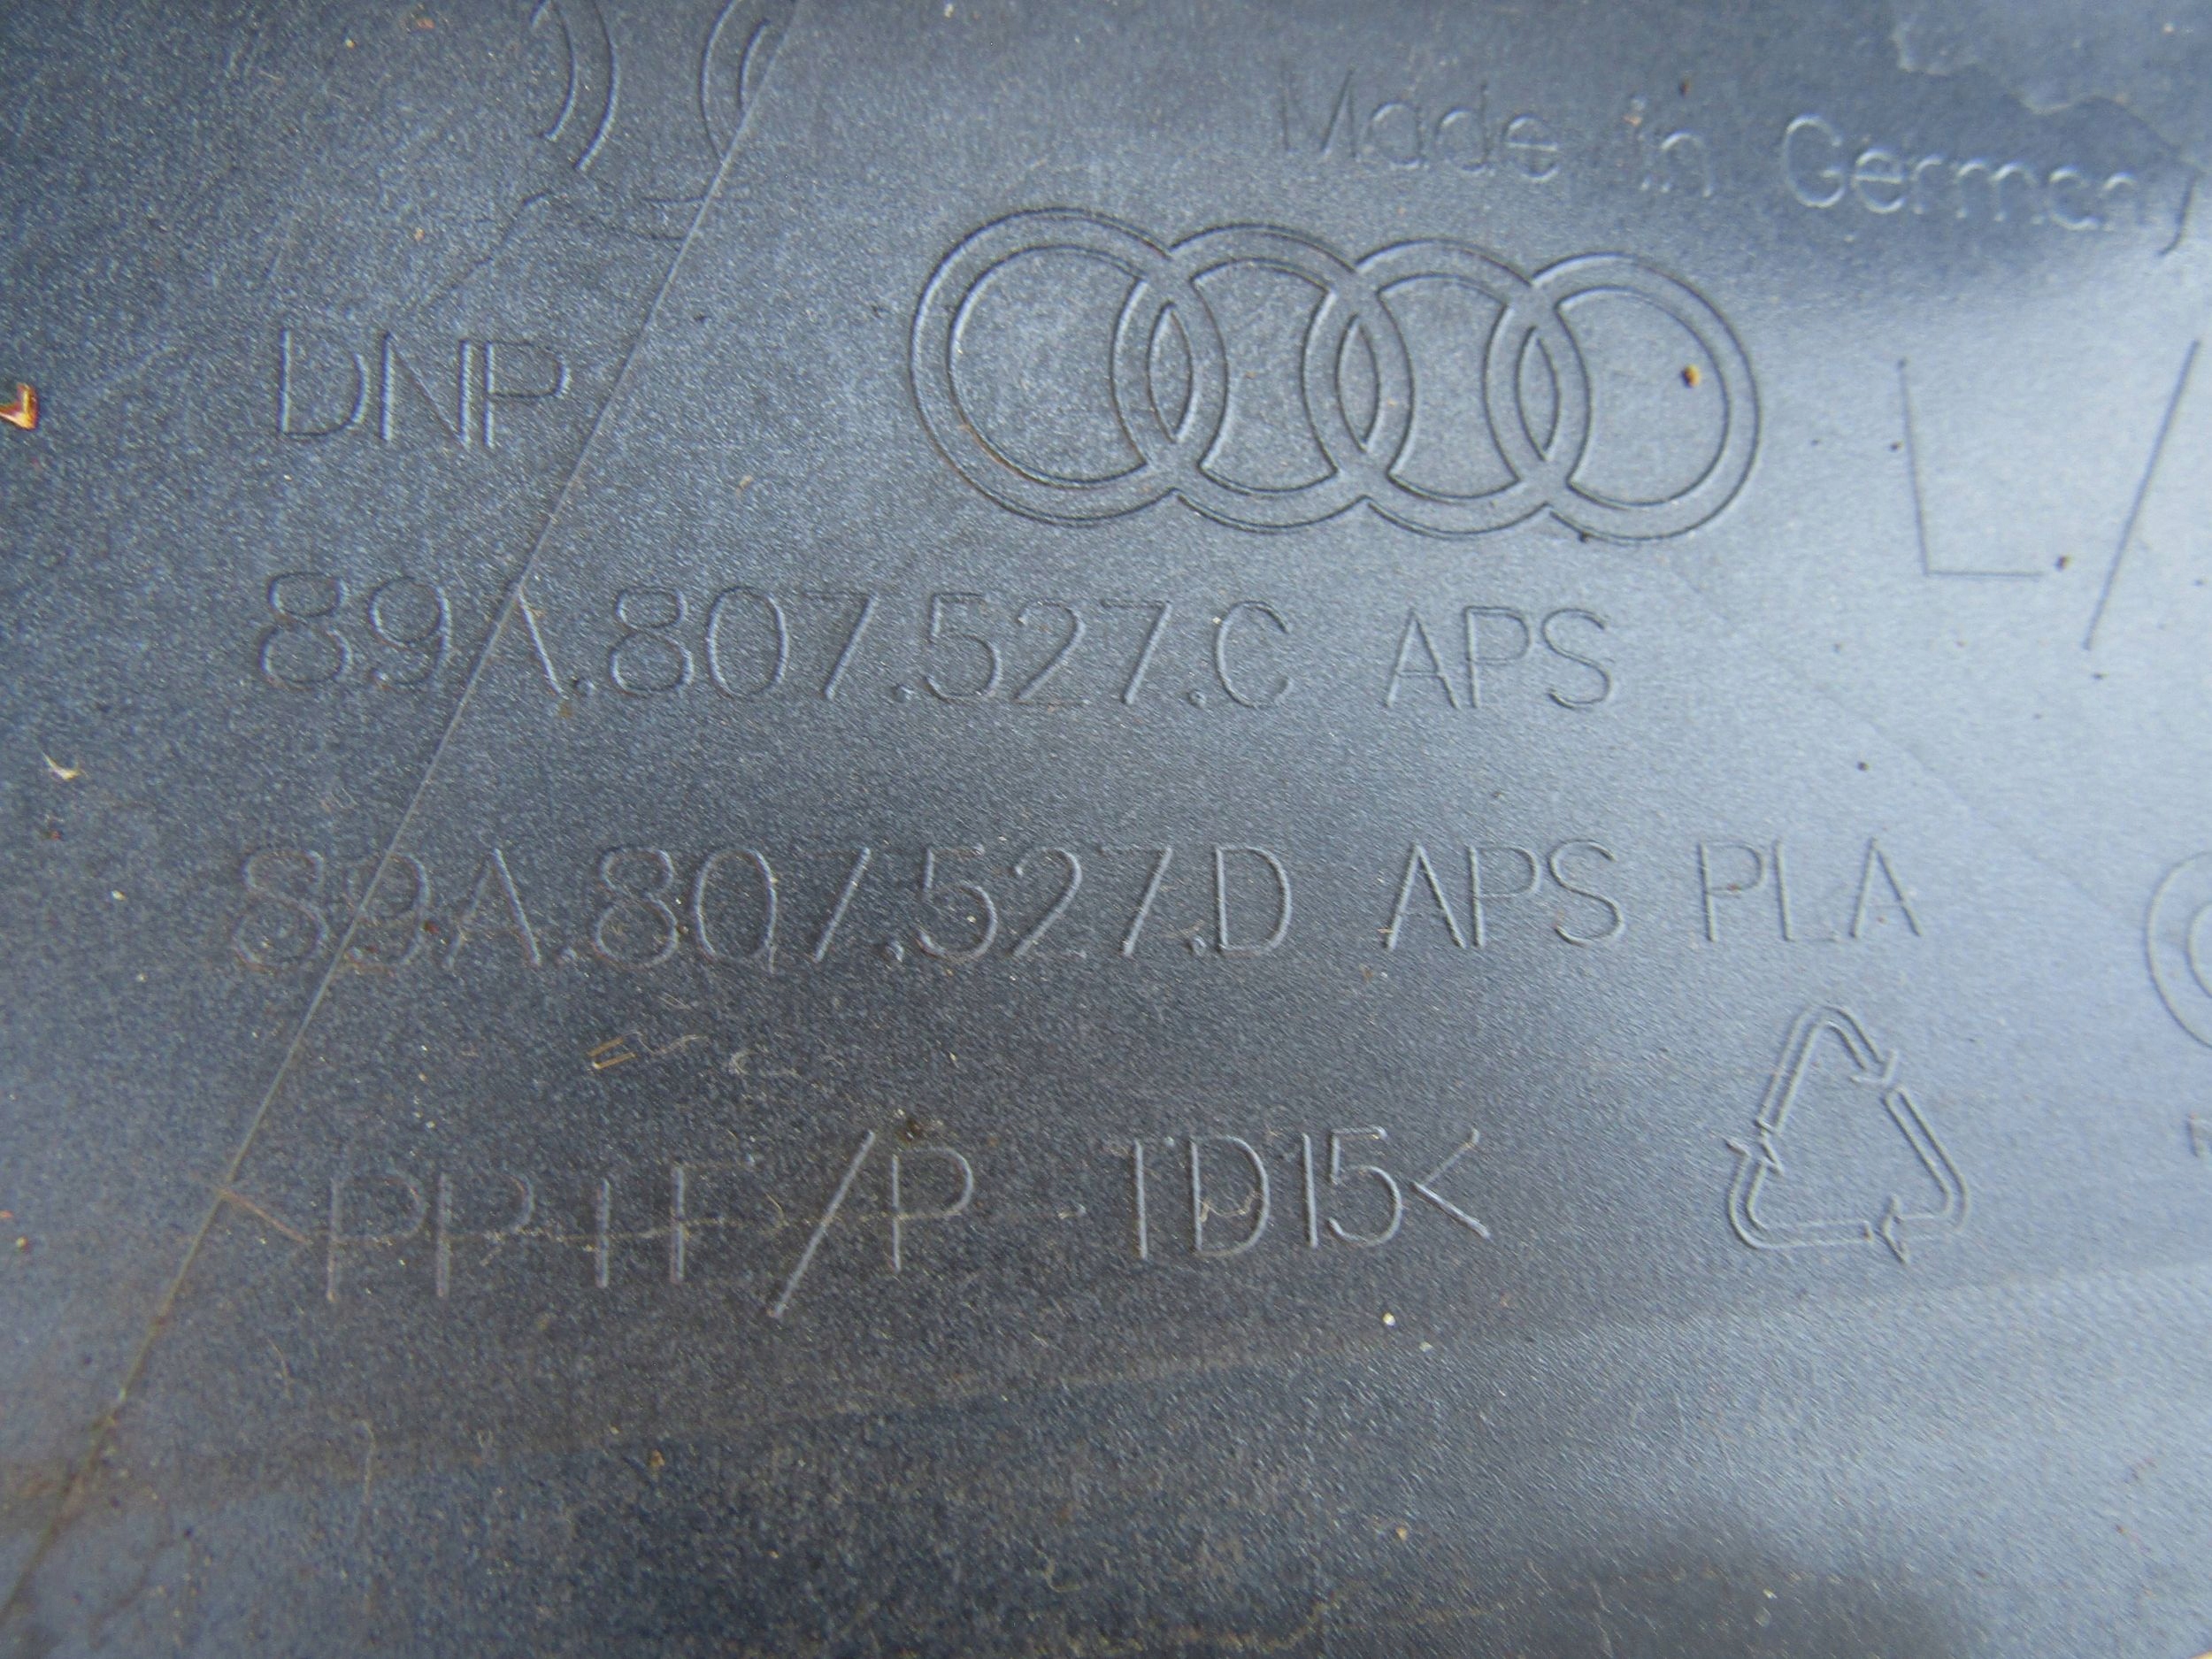 Made in Germany
DNP
L/
89A.807.527.C APS
89A.807.527.D APS PLA
>PP+E/P TD15<